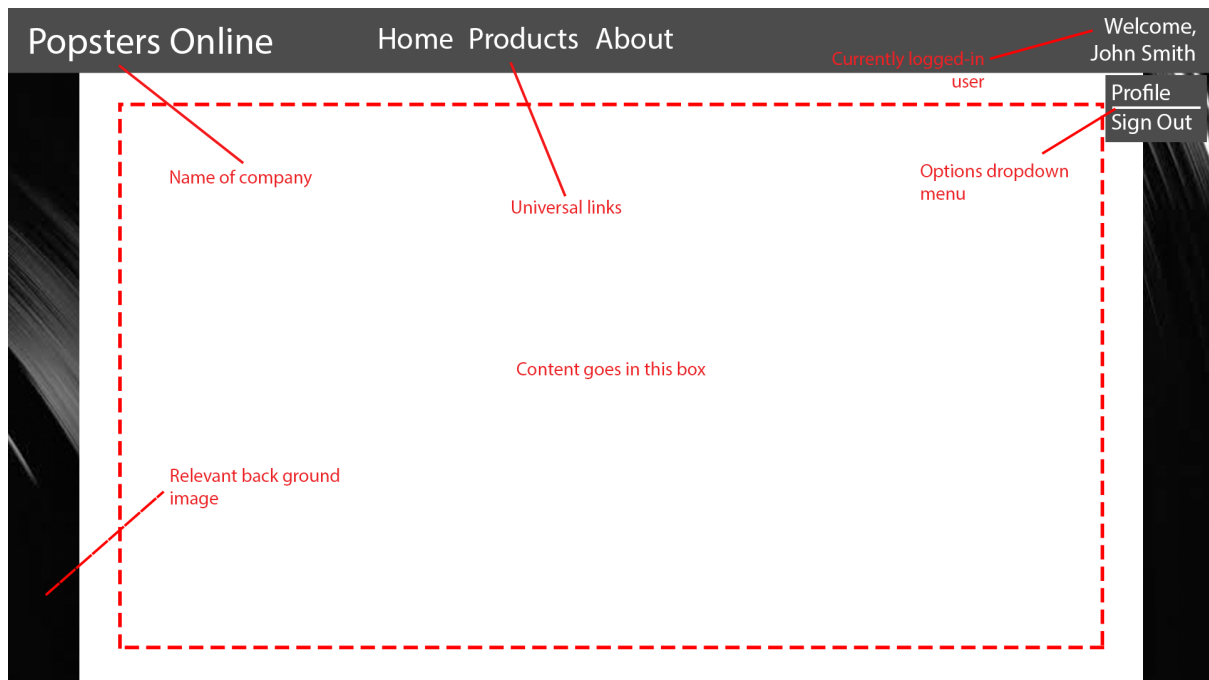 Popsters Online
Home Products About
Welcome,
John Smith
Currently logged-in
user
Profile
Sign Out
Name of company
Universal links
Options dropdown
menu
Content goes in this box
Relevant back ground
image